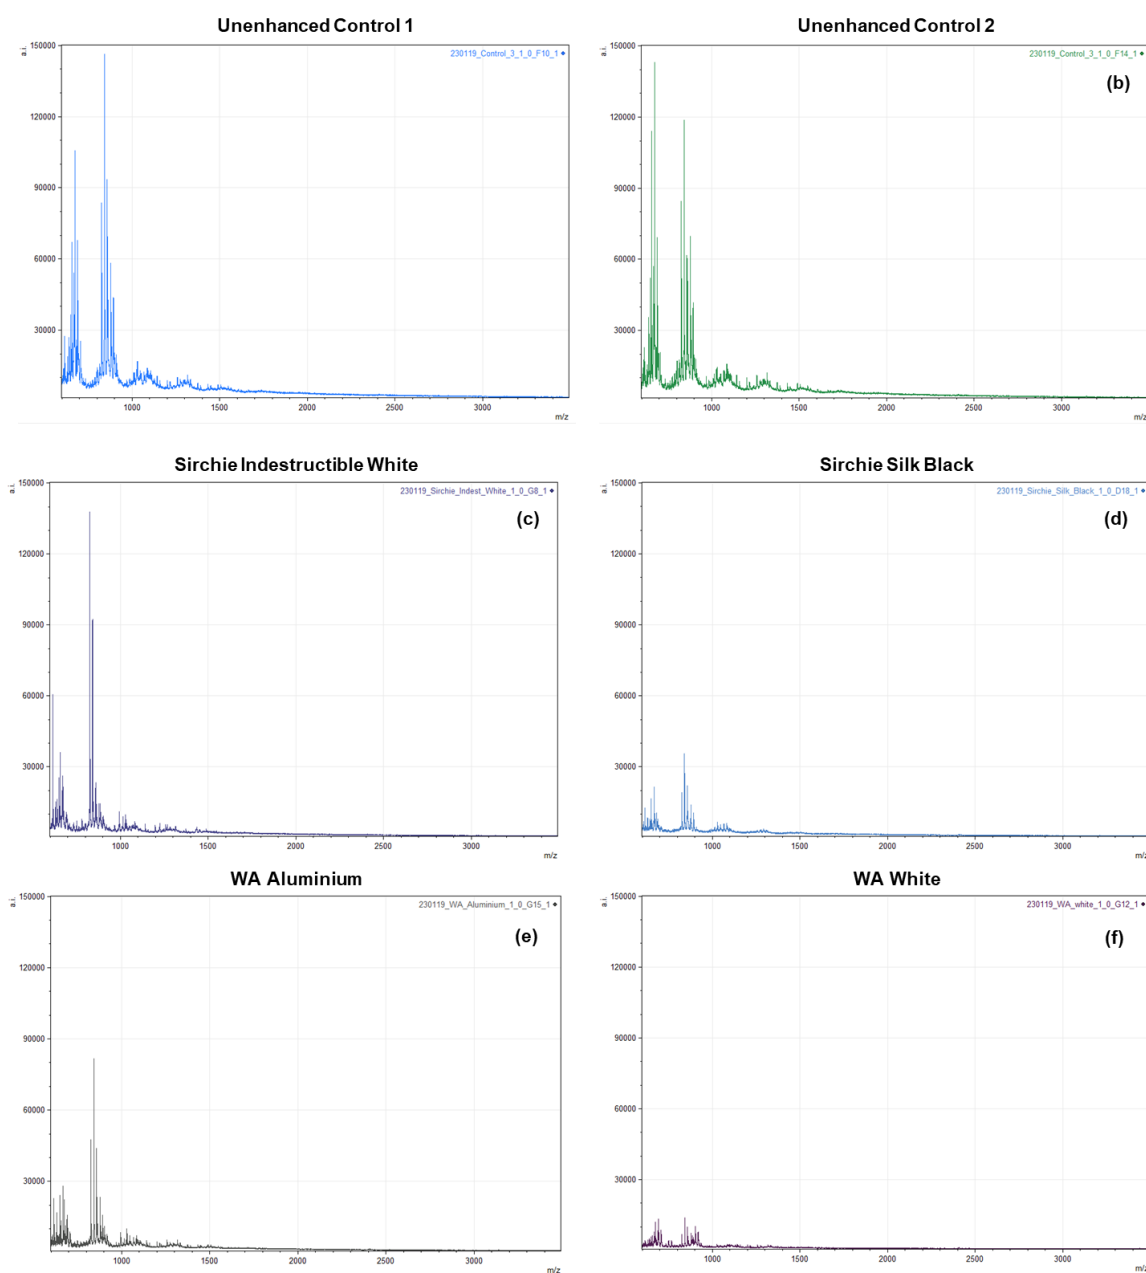 Unenhanced Control 1
a.i.
150000
120000
90000
60000
30000
230119_Control_3_1_0_F10_1
1000 1500 2000 2500 3000
m/z
Unenhanced Control 2
a.i.
150000
120000
90000
60000
30000
230119_Control_3_1_0_F14_1
(b)
1000 1500 2000 2500 3000
m/z
Sirchie Indestructible White
a.i.
150000
120000
90000
60000
30000
230119_Sirchie_Indest_White_1_0_G8_1
(c)
1000 1500 2000 2500 3000
m/z
Sirchie Silk Black
a.i.
150000
120000
90000
60000
30000
230119_Sirchie_Silk_Black_1_0_D18_1
(d)
1000 1500 2000 2500 3000
m/z
WA Aluminium
a.i.
150000
120000
90000
60000
30000
230119_WA_Aluminium_1_0_G15_1
(e)
1000 1500 2000 2500 3000
m/z
WA White
a.i.
150000
120000
90000
60000
30000
230119_WA_white_1_0_G12_1
(f)
1000 1500 2000 2500 3000
m/z